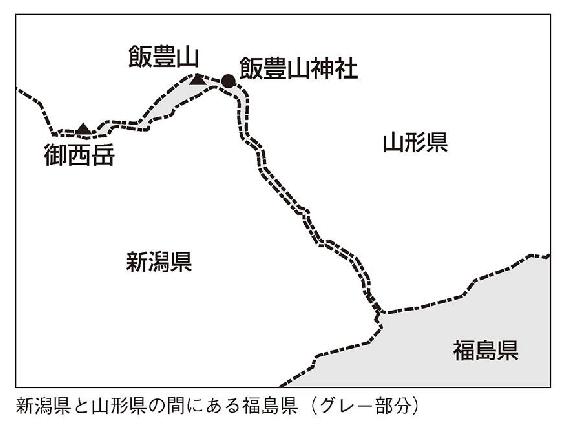 飯豊山
飯豊山神社
御西岳
山形県
新潟県
福島県
新潟県と山形県の間にある福島県（グレー部分）